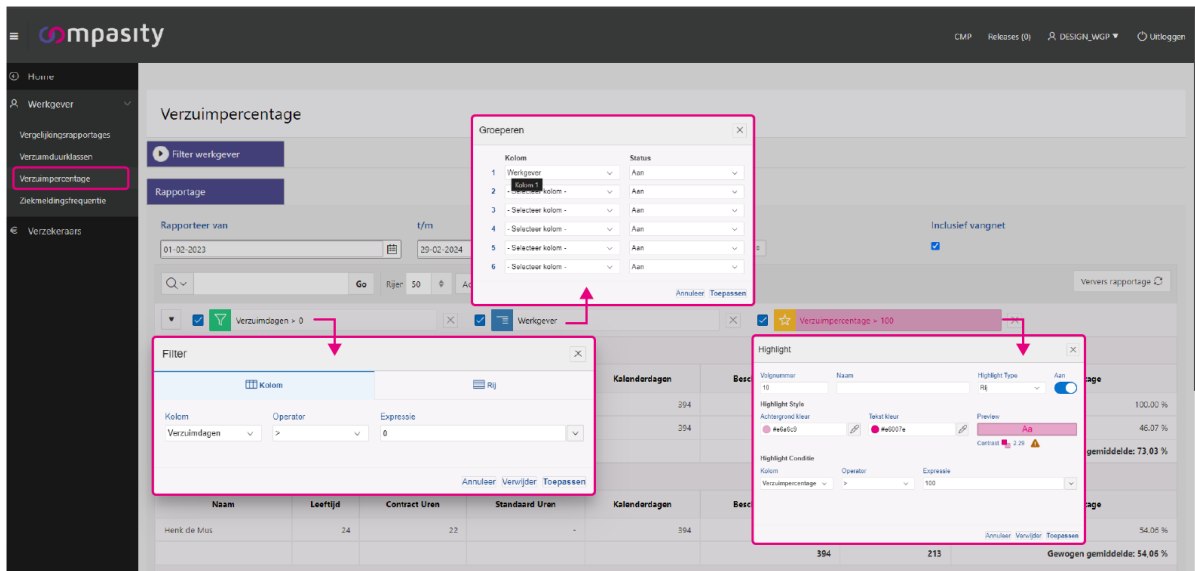 compasity
CMP Releases (0) DESIGN_WGP Uitloggen
Home
Werkgever
Vergelijkingsrapportages
Verzuimduurklassen
Verzuimpercentage
Ziekmeldingsfrequentie
Verzekeraars
Verzuimpercentage
Filter werkgever
Rapportage
Rapporteer van t/m Inclusief vangnet
01-02-2023 29-02-2024
Go Rijen 50 Ververs rapportage
Verzuimdagen > 0 Werkgever Verzuimpercentage > 100
Groeperen
Kolom Status
1 Werkgever Aan
Kolom 1
2 - Selecteer kolom - Aan
3 - Selecteer kolom - Aan
4 - Selecteer kolom - Aan
5 - Selecteer kolom - Aan
6 - Selecteer kolom - Aan
Annuleer Toepassen
Filter
Kolom Rij
Kolom Operator Expressie
Verzuimdagen > 0
Annuleer Verwijder Toepassen
Highlight
Volgnummer Naam Highlight Type Aan
10 Rij
Highlight Style
Achtergrond kleur Tekst kleur Preview
#e6a6c9 #e6007e Aa
Contrast 2.29
Highlight Conditie
Kolom Operator Expressie
Verzuimpercentage > 100
Annuleer Verwijder Toepassen
Kalenderdagen
394 100.00 %
394 46.07 %
gemiddelde: 73,03 %
Naam Leeftijd Contract Uren Standaard Uren Kalenderdagen
Henk de Mus 24 22 - 394 54.06 %
394 213 Gewogen gemiddelde: 54,06 %